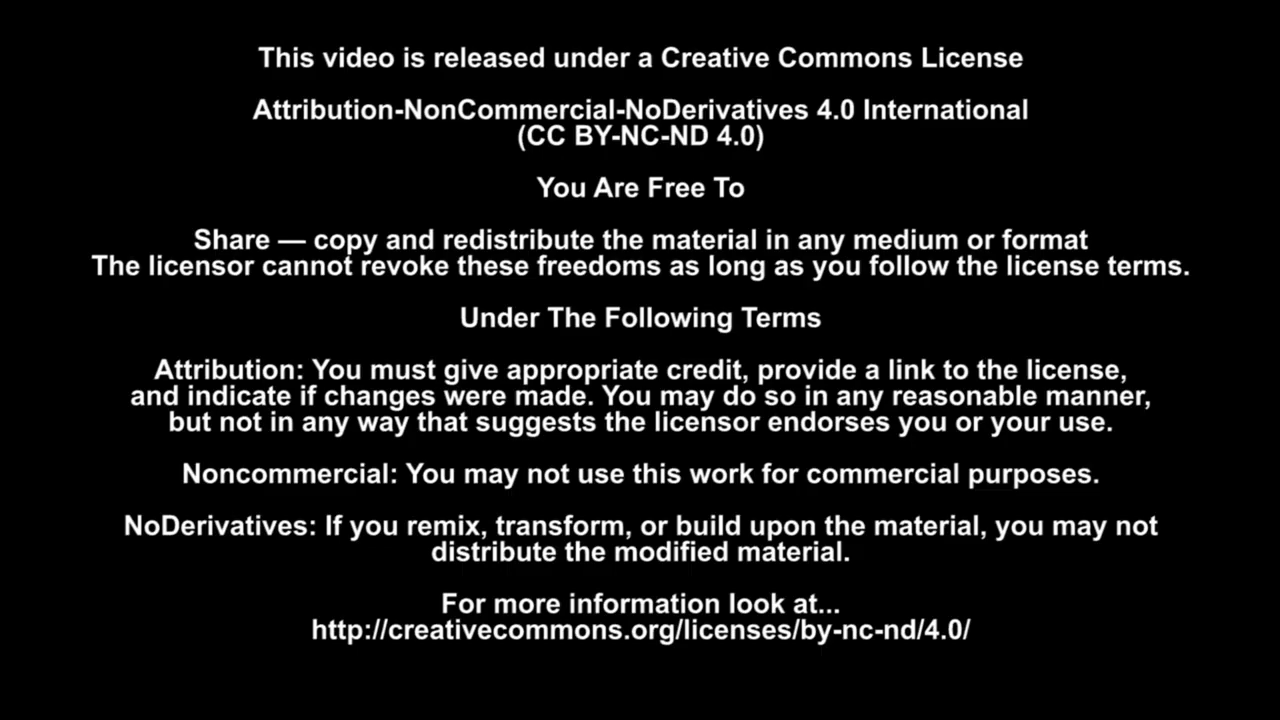 This video is released under a Creative Commons License
Attribution-NonCommercial-NoDerivatives 4.0 International
(CC BY-NC-ND 4.0)
You Are Free To
Share — copy and redistribute the material in any medium or format
The licensor cannot revoke these freedoms as long as you follow the license terms.
Under The Following Terms
Attribution: You must give appropriate credit, provide a link to the license,
and indicate if changes were made. You may do so in any reasonable manner,
but not in any way that suggests the licensor endorses you or your use.
Noncommercial: You may not use this work for commercial purposes.
NoDerivatives: If you remix, transform, or build upon the material, you may not
distribute the modified material.
For more information look at...
http://creativecommons.org/licenses/by-nc-nd/4.0/